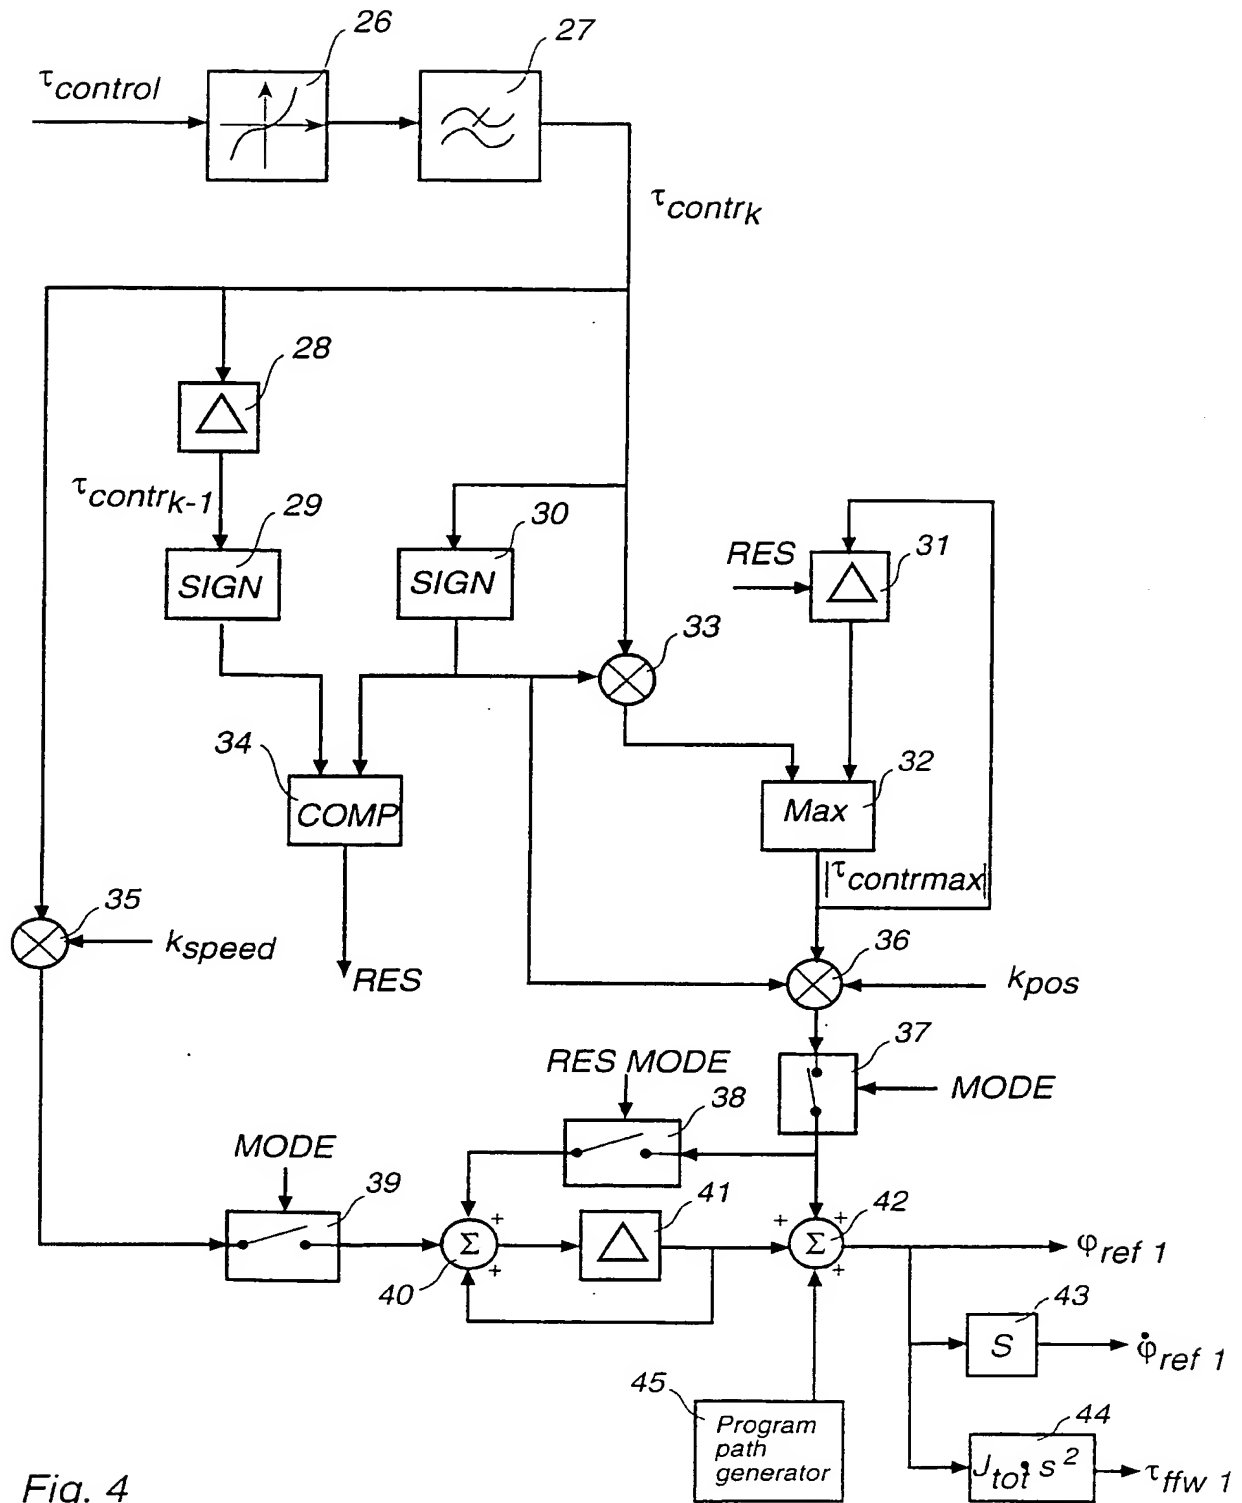 26
27
τcontrol
τcontrk
28
τcontrk-1
29
30
SIGN
SIGN
RES
31
33
34
COMP
32
Max
|τcontrmax|
35
kspeed
RES
36
kpos
37
RES MODE
MODE
38
MODE
39
41
42
+
+
+
Σ
Σ
+
+
40
φref 1
43
S
φ̇ref 1
45
Program
path
generator
44
Jtot · s²
τffw 1
Fig. 4